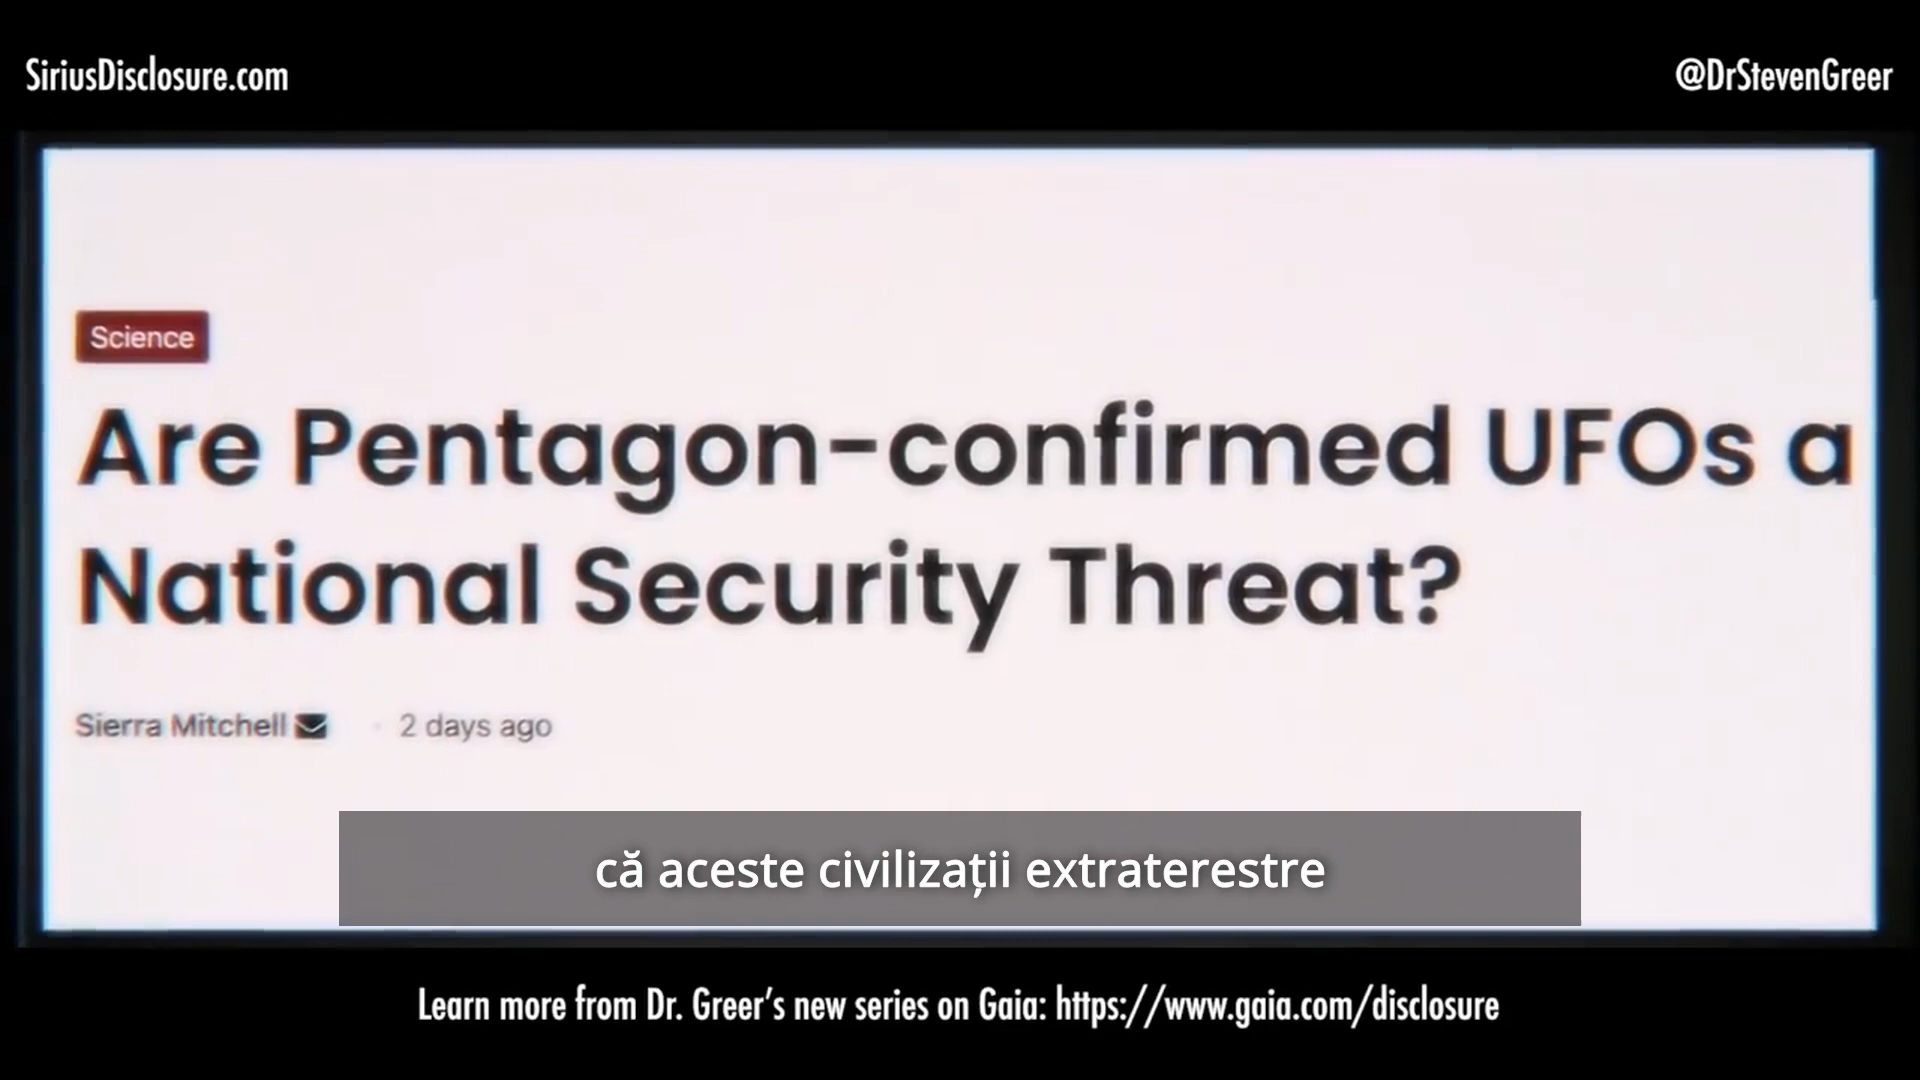 SiriusDisclosure.com
@DrStevenGreer
Science
Are Pentagon-confirmed UFOs a
National Security Threat?
Sierra Mitchell
2 days ago
că aceste civilizații extraterestre
Learn more from Dr. Greer's new series on Gaia: https://www.gaia.com/disclosure